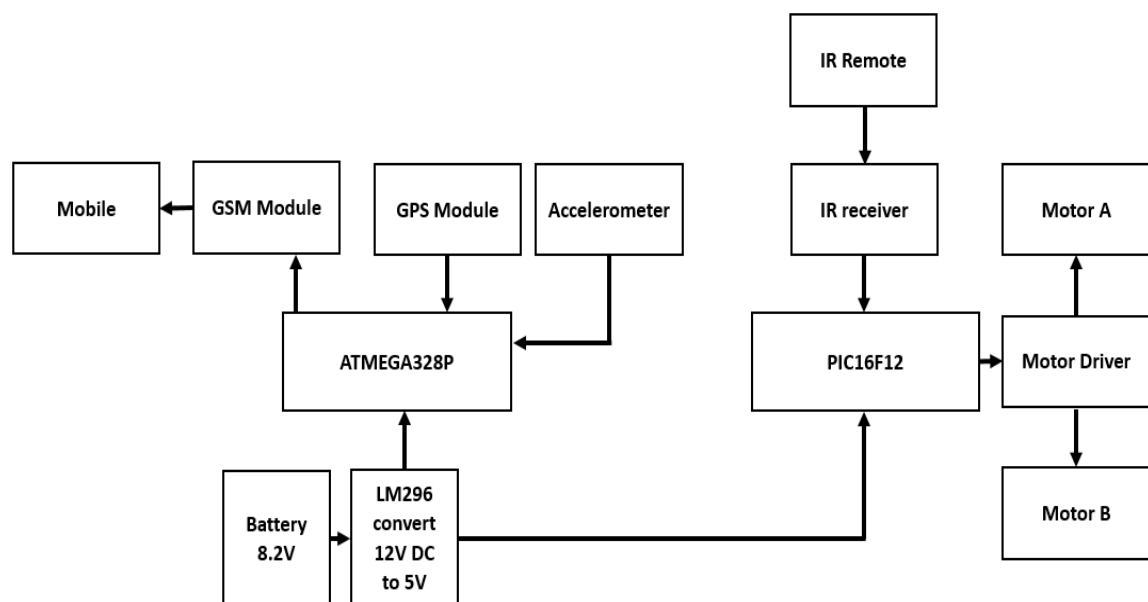 IR Remote
Mobile
GSM Module
GPS Module
Accelerometer
IR receiver
Motor A
ATMEGA328P
PIC16F12
Motor Driver
Battery
8.2V
LM296
convert
12V DC
to 5V
Motor B